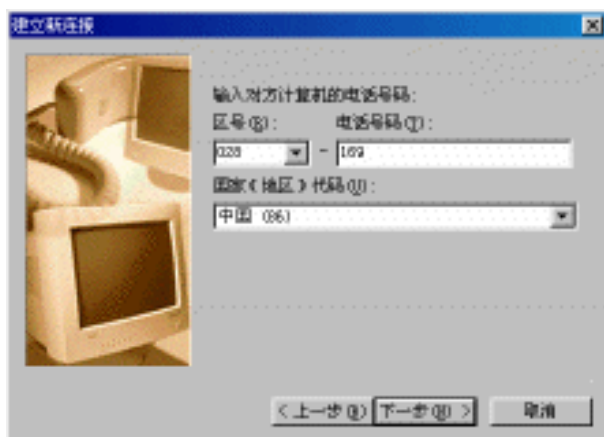 建立新连接
输入对方计算机的电话号码:
区号(R): 电话号码(T):
028 - 169
国家(地区)代码(U):
中国 (86)
<上一步(B) 下一步(N)> 取消